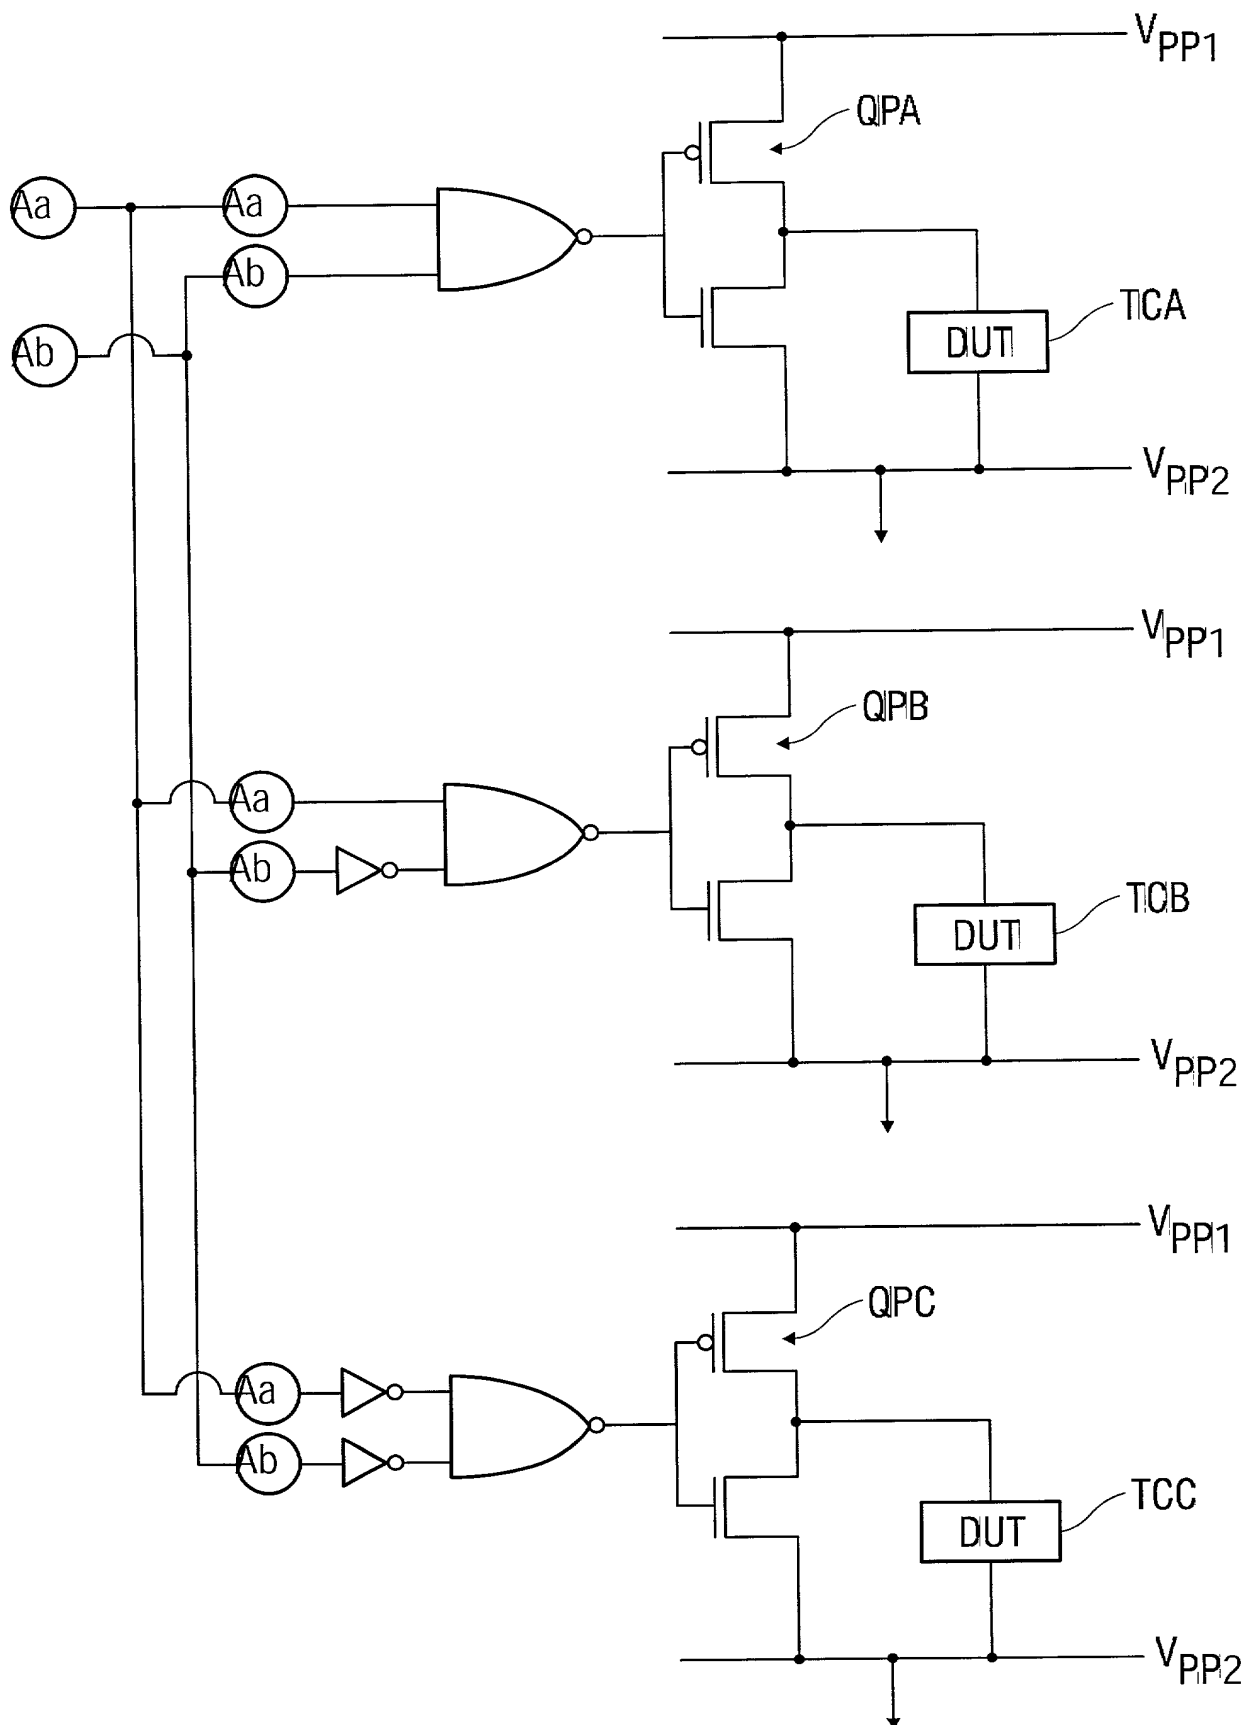 VPP1
QPA
Aa
Aa
Ab
TCA
Ab
DUT
VPP2
VPP1
QPB
Aa
Ab
TCB
DUT
VPP2
VPP1
QPC
Aa
Ab
TCC
DUT
VPP2